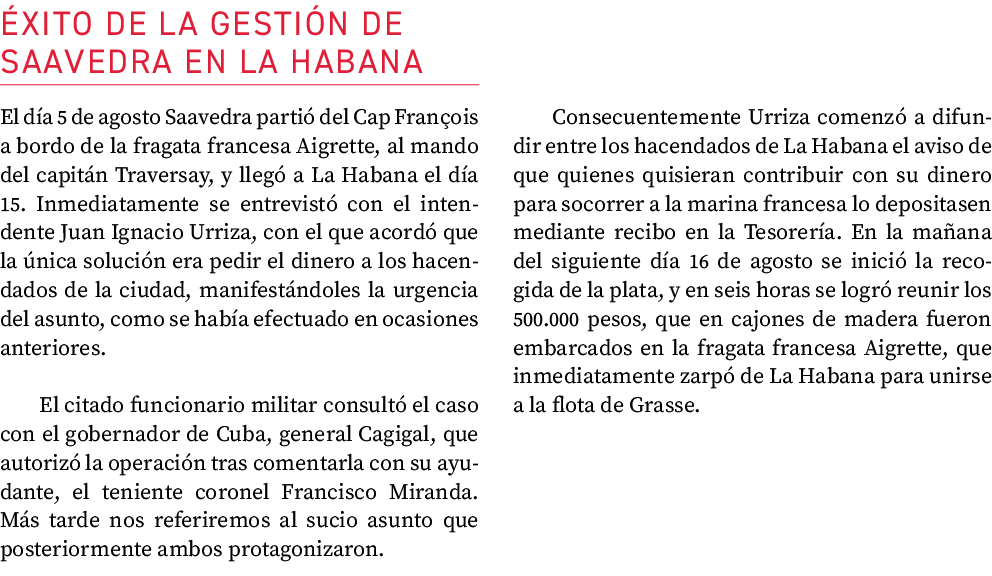 ÉXITO DE LA GESTIÓN DE
SAAVEDRA EN LA HABANA
El día 5 de agosto Saavedra partió del Cap François
a bordo de la fragata francesa Aigrette, al mando
del capitán Traversay, y llegó a La Habana el día
15. Inmediatamente se entrevistó con el inten-
dente Juan Ignacio Urriza, con el que acordó que
la única solución era pedir el dinero a los hacen-
dados de la ciudad, manifestándoles la urgencia
del asunto, como se había efectuado en ocasiones
anteriores.
El citado funcionario militar consultó el caso
con el gobernador de Cuba, general Cagigal, que
autorizó la operación tras comentarla con su ayu-
dante, el teniente coronel Francisco Miranda.
Más tarde nos referiremos al sucio asunto que
posteriormente ambos protagonizaron.
Consecuentemente Urriza comenzó a difun-
dir entre los hacendados de La Habana el aviso de
que quienes quisieran contribuir con su dinero
para socorrer a la marina francesa lo depositasen
mediante recibo en la Tesorería. En la mañana
del siguiente día 16 de agosto se inició la reco-
gida de la plata, y en seis horas se logró reunir los
500.000 pesos, que en cajones de madera fueron
embarcados en la fragata francesa Aigrette, que
inmediatamente zarpó de La Habana para unirse
a la flota de Grasse.